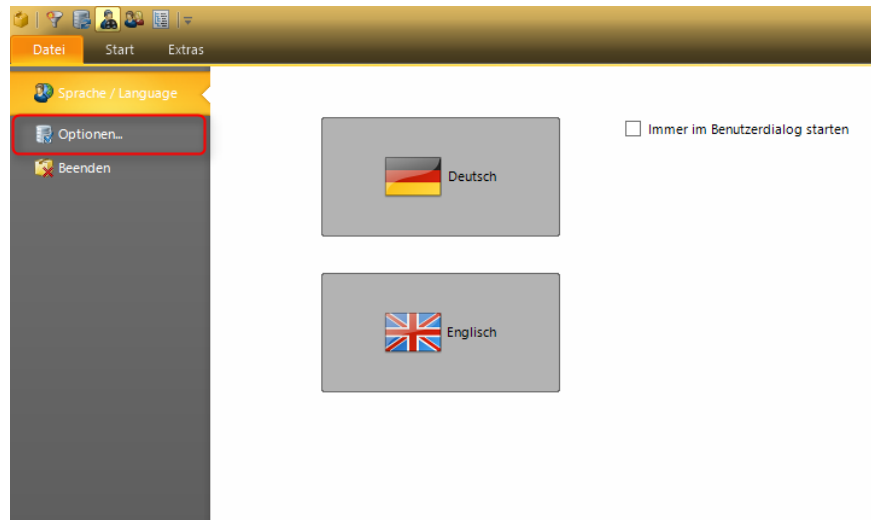 Datei Start Extras
Sprache / Language
Optionen...
Beenden
Deutsch
Englisch
Immer im Benutzerdialog starten